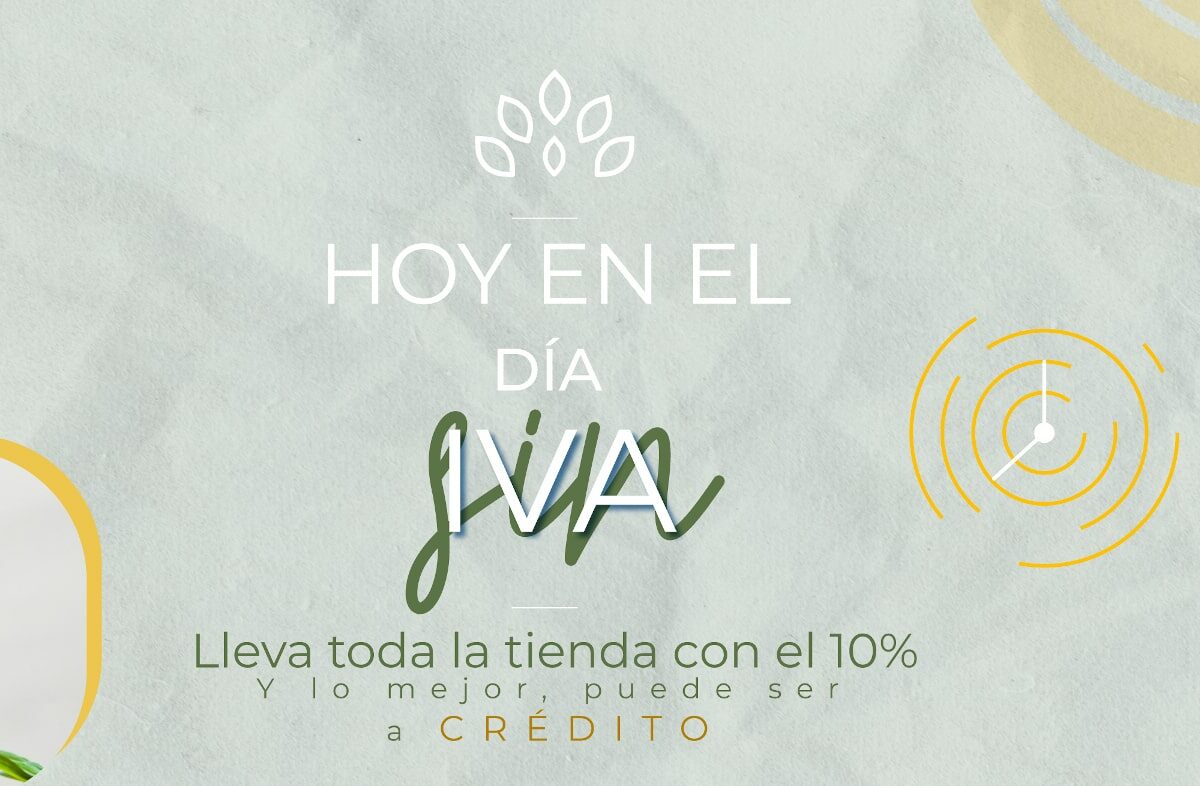 HOY EN EL
DÍA
sin
IVA
Lleva toda la tienda con el 10%
Y lo mejor, puede ser
a CRÉDITO